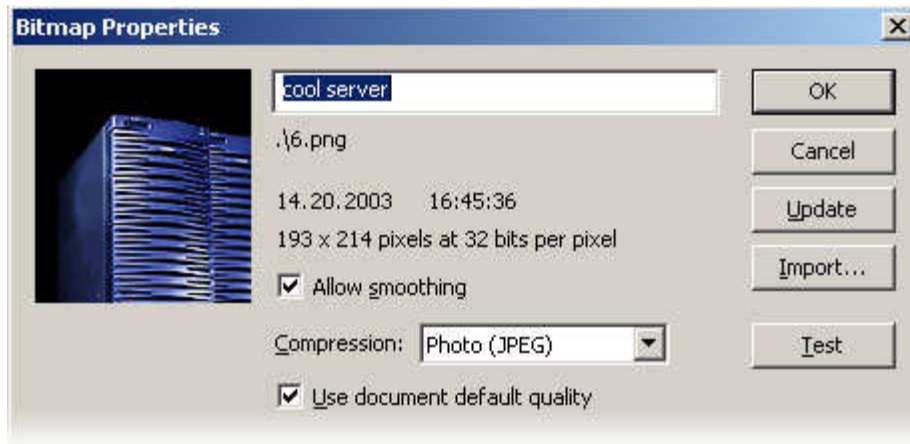 Bitmap Properties
cool server
OK
.\6.png
Cancel
14.20.2003 16:45:36
Update
193 x 214 pixels at 32 bits per pixel
Import...
Allow smoothing
Compression: Photo (JPEG)
Test
Use document default quality